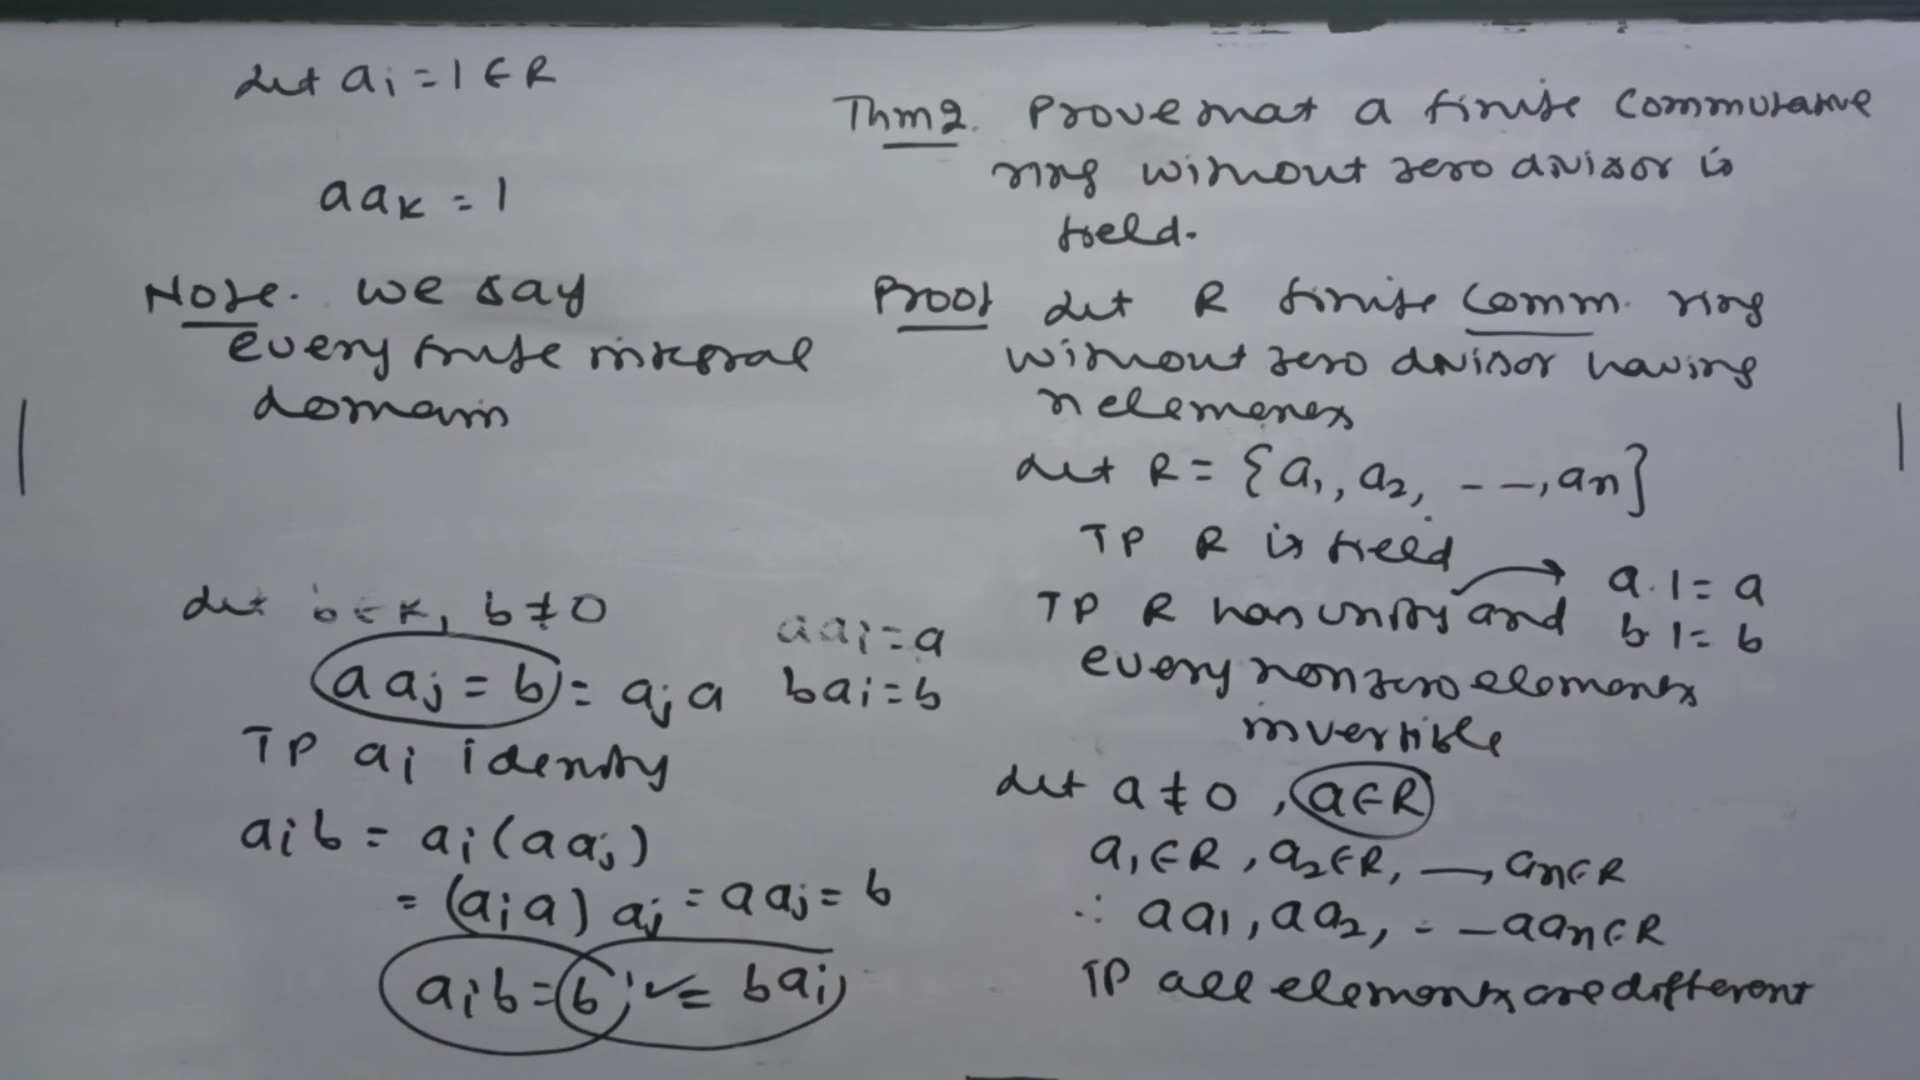 Let ai = 1 ∈ R
aak = 1
Note. we say
every finite integral
domain
Let b ∈ R, b ≠ 0
aaj = b = aja
aai = a
bai = b
TP ai identity
aib = ai(aaj)
= (aia) aj = aaj = b
aib = b ; = bai
Thm 2. Prove that a finite commutative
ring without zero divisor is
field.
Proof Let R finite comm. ring
without zero divisor having
n elements
Let R = {a1, a2, - --, an}
TP R is field
TP R has unity and
a.1 = a
b.1 = b
every nonzero elements
invertible
Let a ≠ 0 , a ∈ R
a1 ∈ R, a2 ∈ R, —, an ∈ R
∴ aa1, aa2, - - aan ∈ R
TP all elements are different